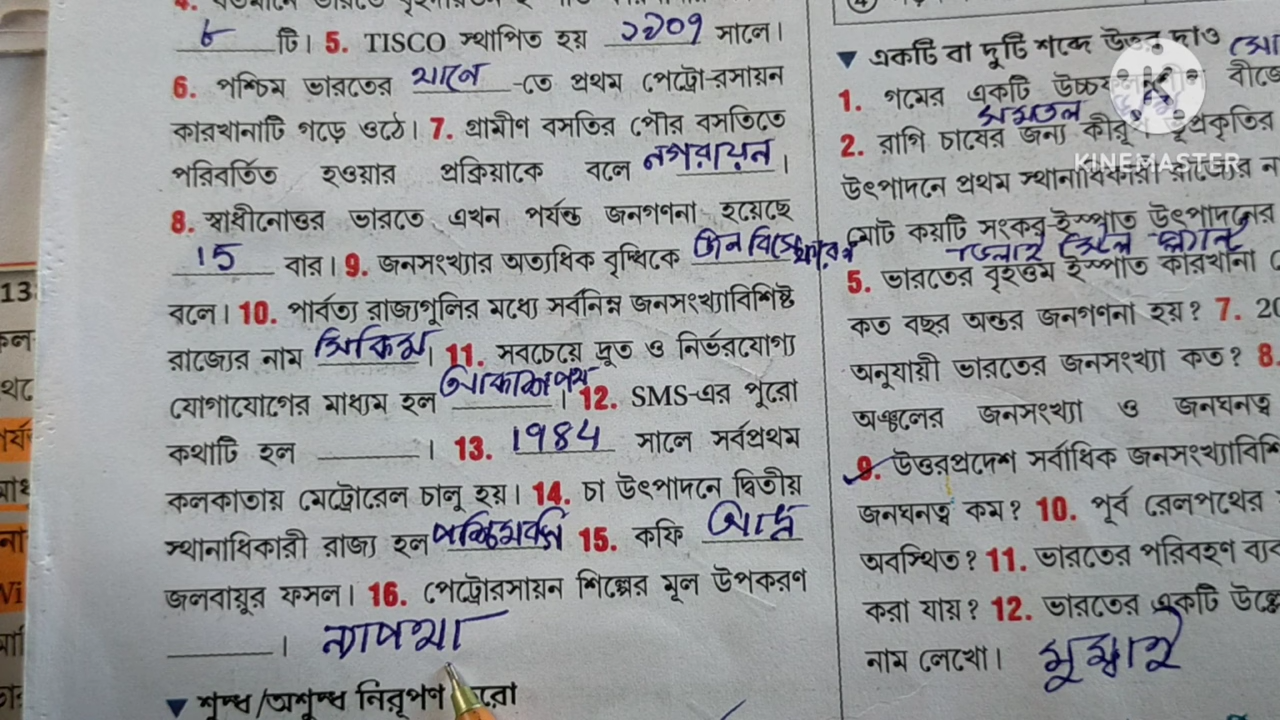 ৮ টি। 5. TISCO স্থাপিত হয় ১৯০৭ সালে।
6. পশ্চিম ভারতের থানে -তে প্রথম পেট্রো-রসায়ন
কারখানাটি গড়ে ওঠে। 7. গ্রামীণ বসতির পৌর বসতিতে
পরিবর্তিত হওয়ার প্রক্রিয়াকে বলে নগরায়ন।
8. স্বাধীনোত্তর ভারতে এখন পর্যন্ত জনগণনা হয়েছে
15 বার। 9. জনসংখ্যার অত্যধিক বৃদ্ধিকে জনবিস্ফোরণ
বলে। 10. পার্বত্য রাজ্যগুলির মধ্যে সর্বনিম্ন জনসংখ্যাবিশিষ্ট
রাজ্যের নাম সিকিম। 11. সবচেয়ে দ্রুত ও নির্ভরযোগ্য
যোগাযোগের মাধ্যম হল আকাশপথ। 12. SMS-এর পুরো
কথাটি হল ______। 13. 1984 সালে সর্বপ্রথম
কলকাতায় মেট্রোরেল চালু হয়। 14. চা উৎপাদনে দ্বিতীয়
স্থানাধিকারী রাজ্য হল পশ্চিমবঙ্গ 15. কফি আর্দ্র
জলবায়ুর ফসল। 16. পেট্রোরসায়ন শিল্পের মূল উপকরণ
______। ন্যাপথা
▼ শুদ্ধ/অশুদ্ধ নিরূপণ করো
▼ একটি বা দুটি শব্দে উত্তর দাও
1. গমের একটি উচ্চ বীজে
সমতল
2. রাগি চাষের জন্য কীরূপ ভূপ্রকৃতির
উৎপাদনে প্রথম স্থানাধিকারী রাজ্যের
মোট কয়টি সংকর-ইস্পাত উৎপাদনের
5. ভারতের বৃহত্তম ইস্পাত কারখানা
কত বছর অন্তর জনগণনা হয়? 7. 20
অনুযায়ী ভারতের জনসংখ্যা কত? 8.
অঞ্চলের জনসংখ্যা ও জনঘনত্ব
9. উত্তরপ্রদেশ সর্বাধিক জনসংখ্যাবিশি
জনঘনত্ব কম? 10. পূর্ব রেলপথের
অবস্থিত? 11. ভারতের পরিবহণ ব্যব
করা যায়? 12. ভারতের একটি উল্লে
নাম লেখো। মুম্বাই
KINEMASTER
13